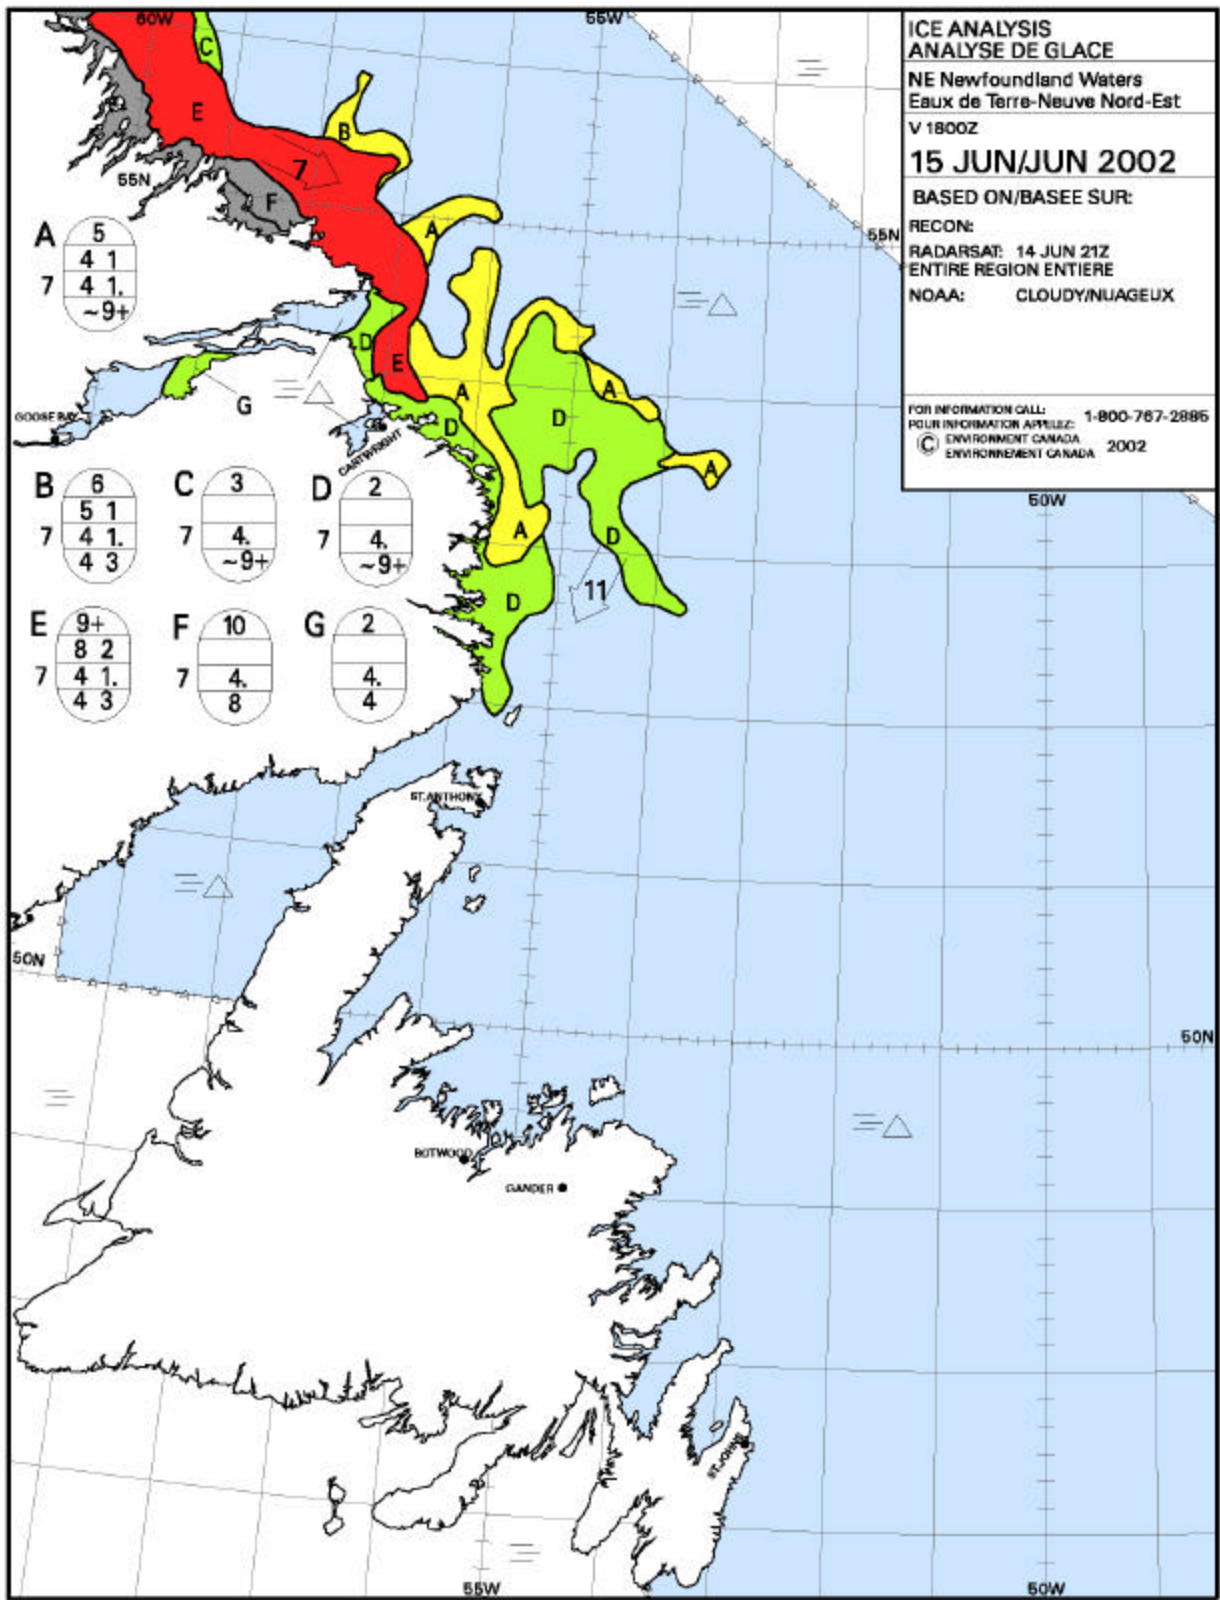 60W
55W
C
E
B
7
55N
F
A
55N
ICE ANALYSIS
ANALYSE DE GLACE
NE Newfoundland Waters
Eaux de Terre-Neuve Nord-Est
V 1800Z
15 JUN/JUN 2002
BASED ON/BASEE SUR:
RECON:
RADARSAT: 14 JUN 21Z
ENTIRE REGION ENTIERE
NOAA: CLOUDY/NUAGEUX
FOR INFORMATION CALL:
POUR INFORMATION APPELEZ: 1-800-767-2885
© ENVIRONMENT CANADA
ENVIRONNEMENT CANADA 2002
A
5
4 1
7 4 1.
~9+
D
E
A
A
D
D
A
G
GOOSE BAY
CARTWRIGHT
50W
B
6
5 1
7 4 1.
4 3
C
3
7 4.
~9+
D
2
7 4.
~9+
A
D
11
D
E
9+
8 2
7 4 1.
4 3
F
10
7 4.
8
G
2
4.
4
ST.ANTHONY
50N
50N
BOTWOOD
GANDER
ST.JOHN'S
55W
50W